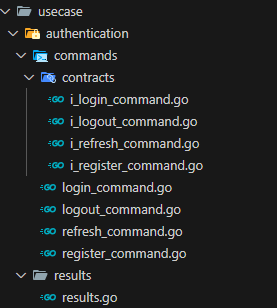 usecase
authentication
commands
contracts
GO i_login_command.go
GO i_logout_command.go
GO i_refresh_command.go
GO i_register_command.go
GO login_command.go
GO logout_command.go
GO refresh_command.go
GO register_command.go
results
GO results.go